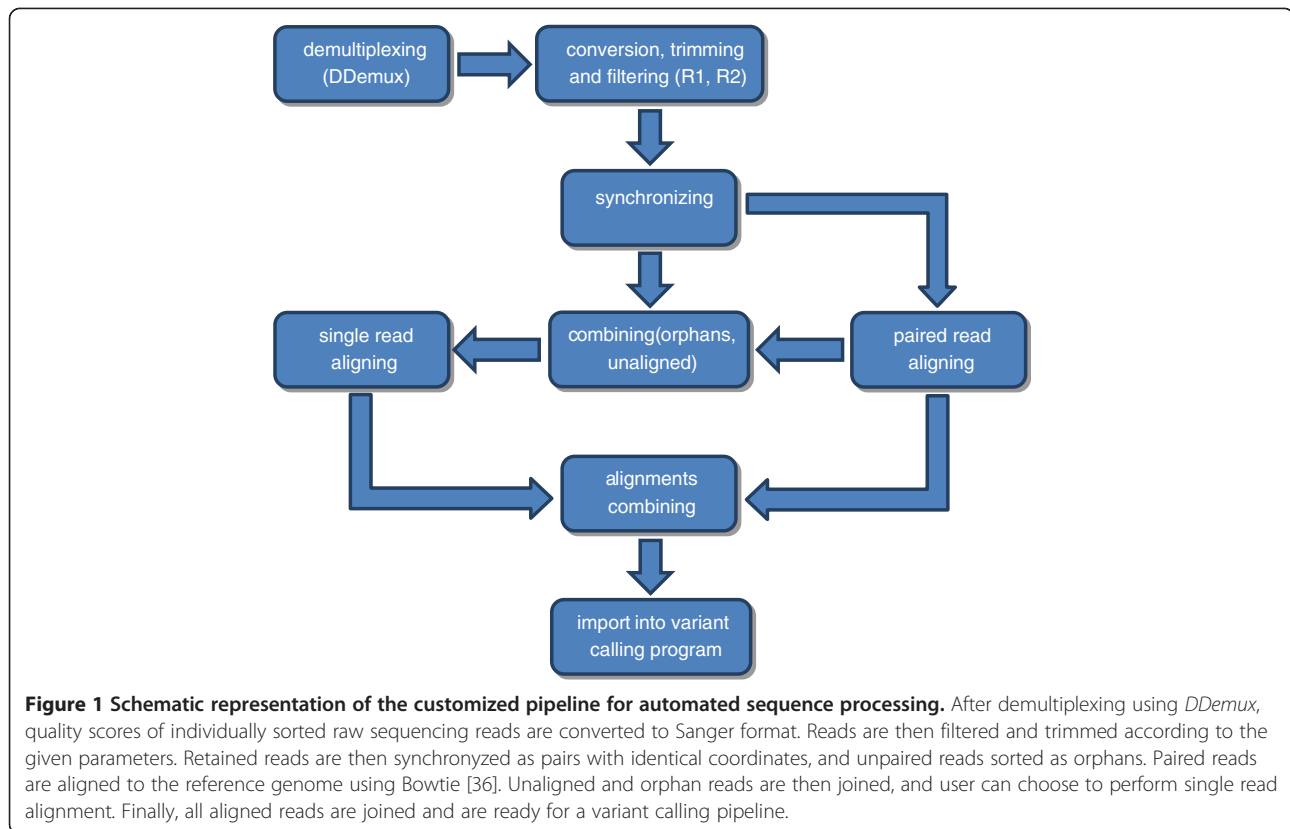 demultiplexing
(DDemux)
conversion, trimming
and filtering (R1, R2)
synchronizing
single read
aligning
combining(orphans,
unaligned)
paired read
aligning
alignments
combining
import into variant
calling program
Figure 1 Schematic representation of the customized pipeline for automated sequence processing. After demultiplexing using DDemux,
quality scores of individually sorted raw sequencing reads are converted to Sanger format. Reads are then filtered and trimmed according to the
given parameters. Retained reads are then synchronyzed as pairs with identical coordinates, and unpaired reads sorted as orphans. Paired reads
are aligned to the reference genome using Bowtie [36]. Unaligned and orphan reads are then joined, and user can choose to perform single read
alignment. Finally, all aligned reads are joined and are ready for a variant calling pipeline.